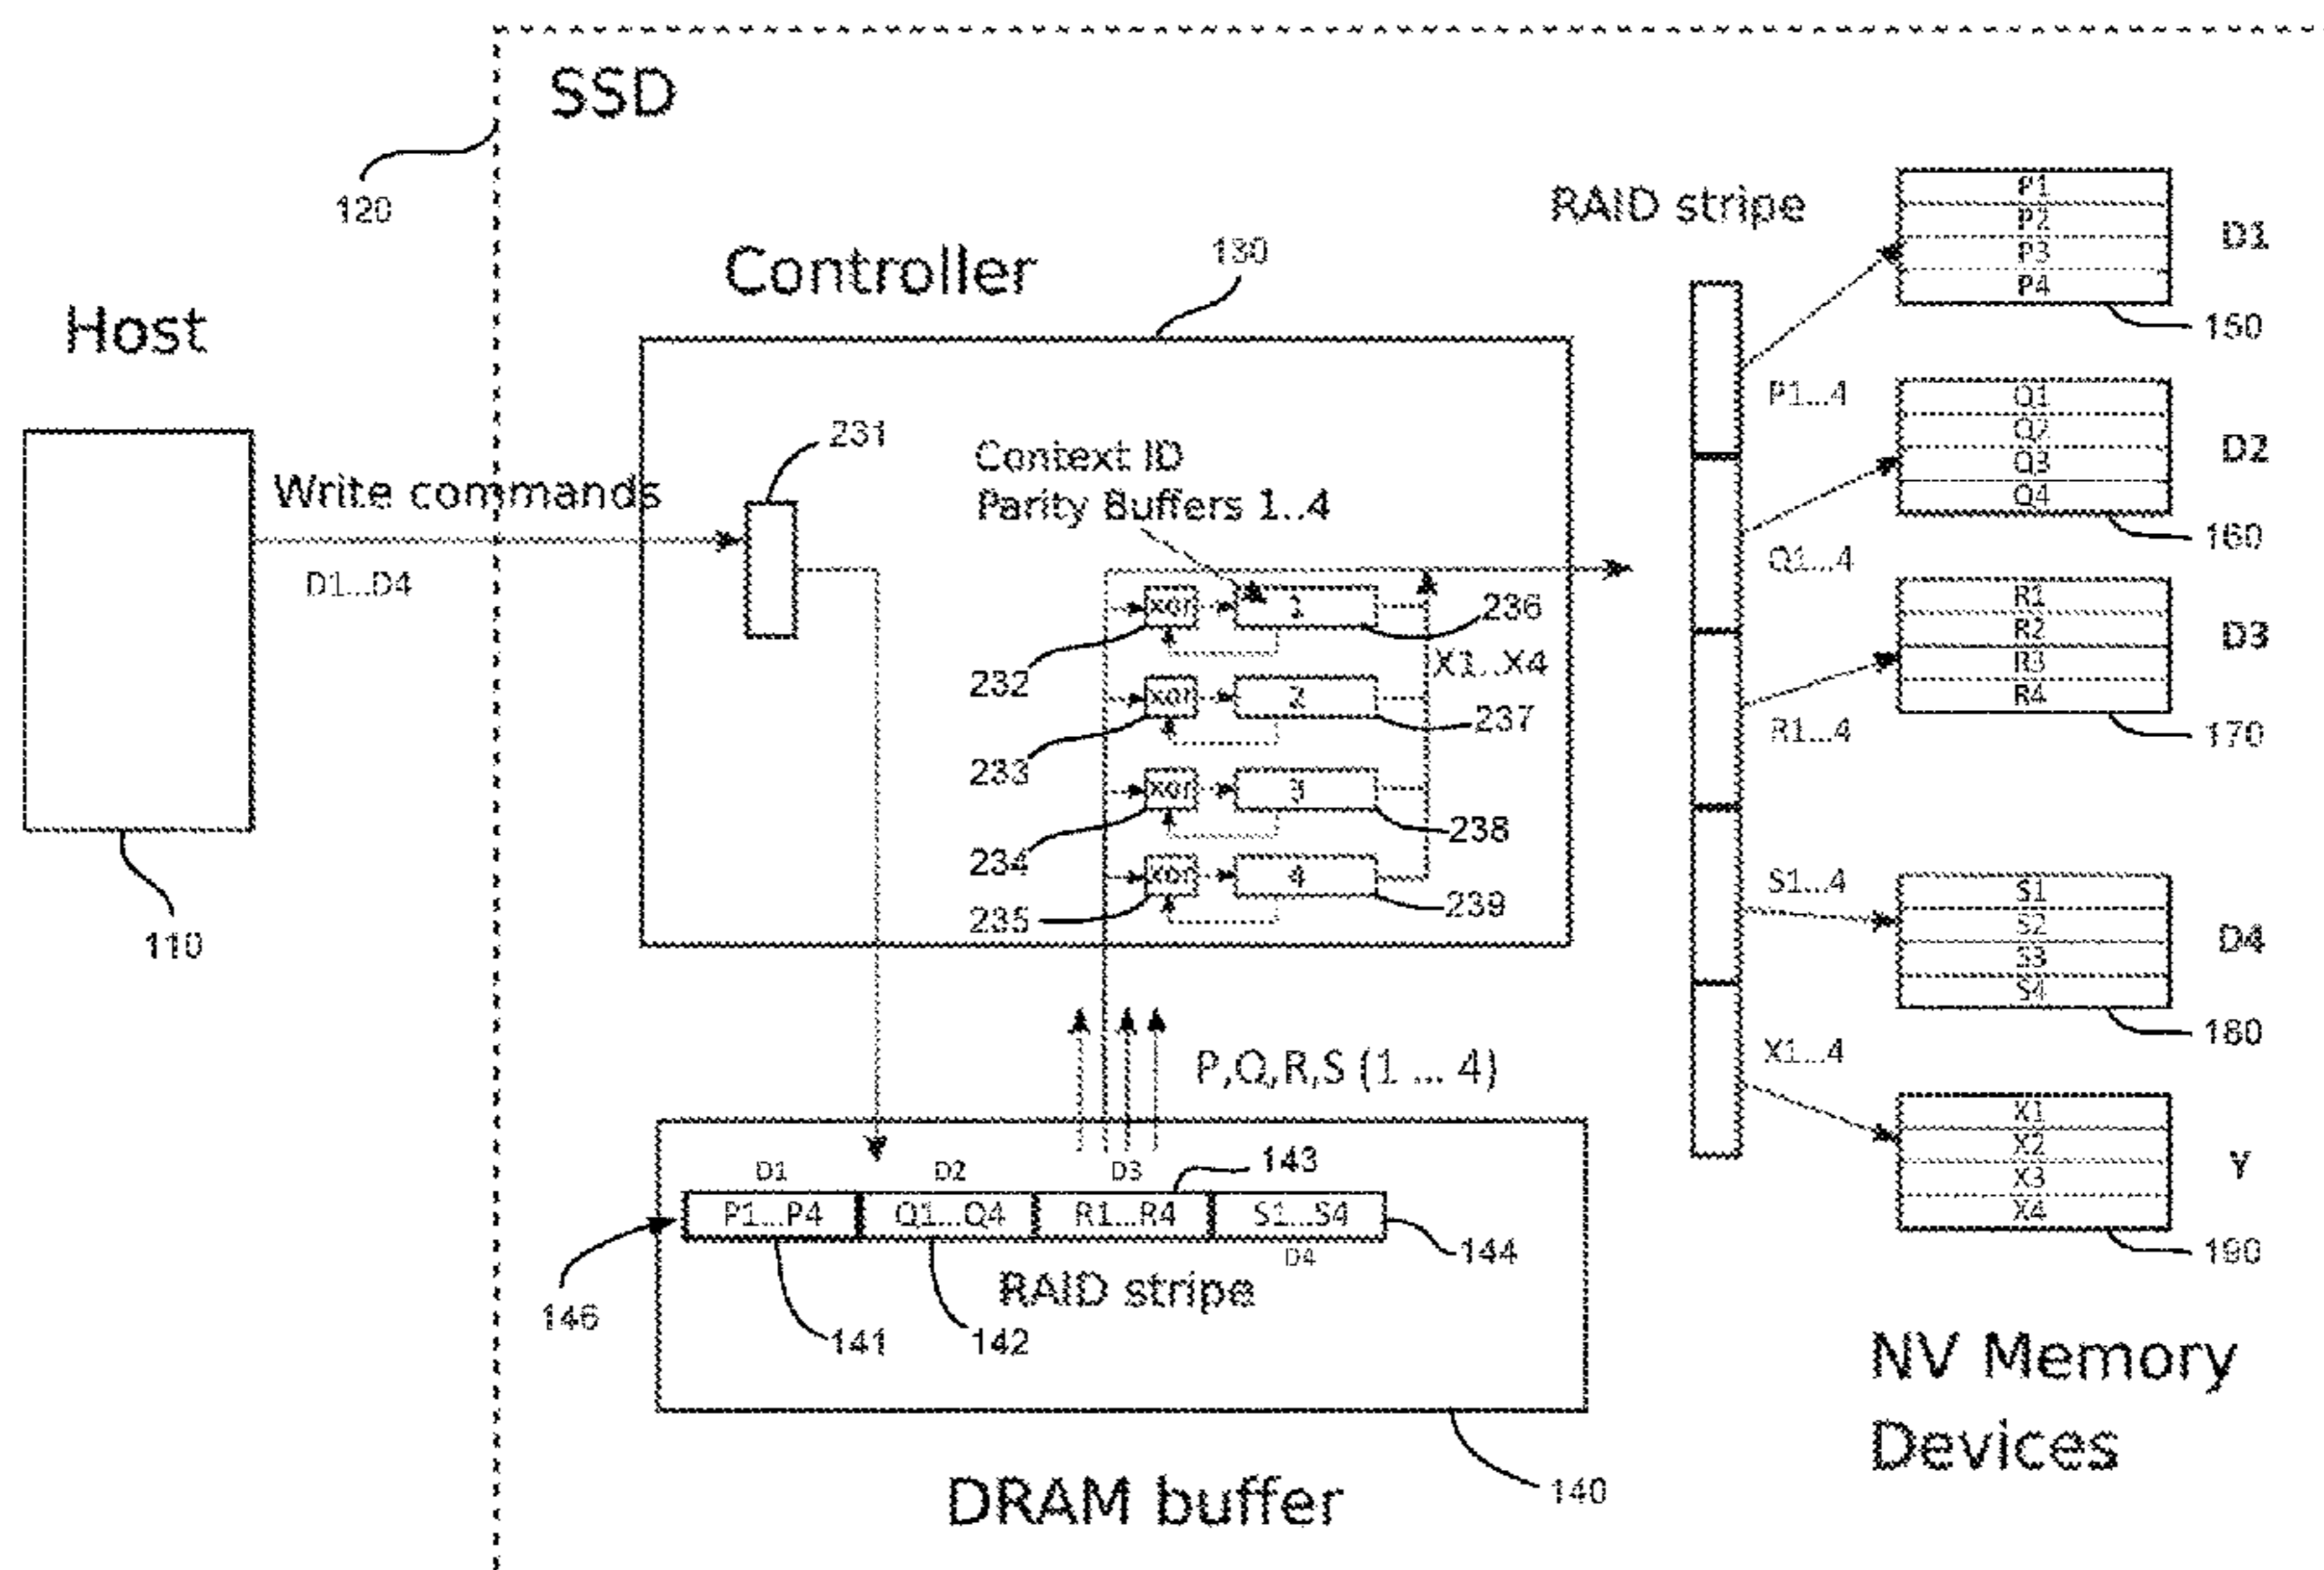 SSD
120
Host
Write commands
D1...D4
110
Controller
130
231
Context ID
Parity Buffers 1..4
xor
1
232
236
X1..X4
xor
2
233
237
xor
3
234
238
xor
4
235
239
P,Q,R,S (1 ... 4)
D1
D2
D3
143
P1...P4
Q1...Q4
R1...R4
S1...S4
144
D4
146
RAID stripe
141
142
140
DRAM buffer
RAID stripe
P1...4
Q1...4
R1...4
S1...4
X1...4
P1
P2
P3
P4
D1
150
Q1
Q2
Q3
Q4
D2
160
R1
R2
R3
R4
D3
170
S1
S2
S3
S4
D4
180
X1
X2
X3
X4
Y
190
NV Memory
Devices